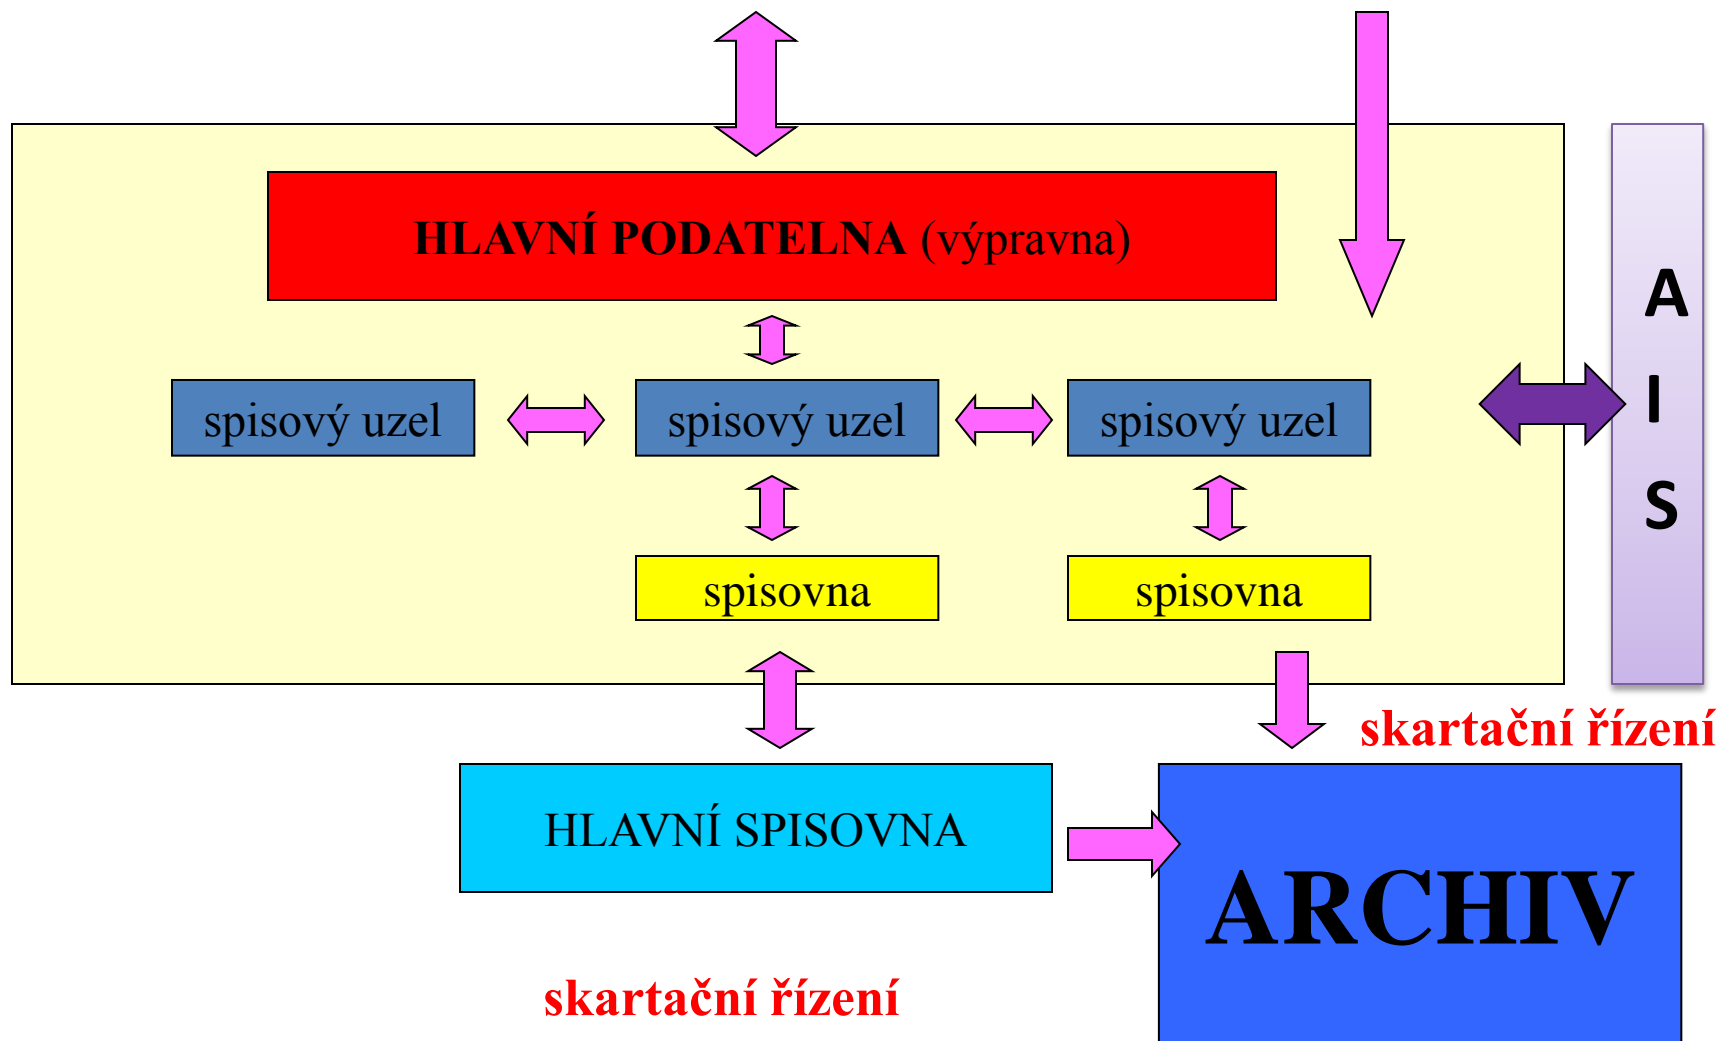 HLAVNÍ PODATELNA (výpravna)
spisový uzel
spisový uzel
spisový uzel
spisovna
spisovna
A
I
S
skartační řízení
HLAVNÍ SPISOVNA
ARCHIV
skartační řízení